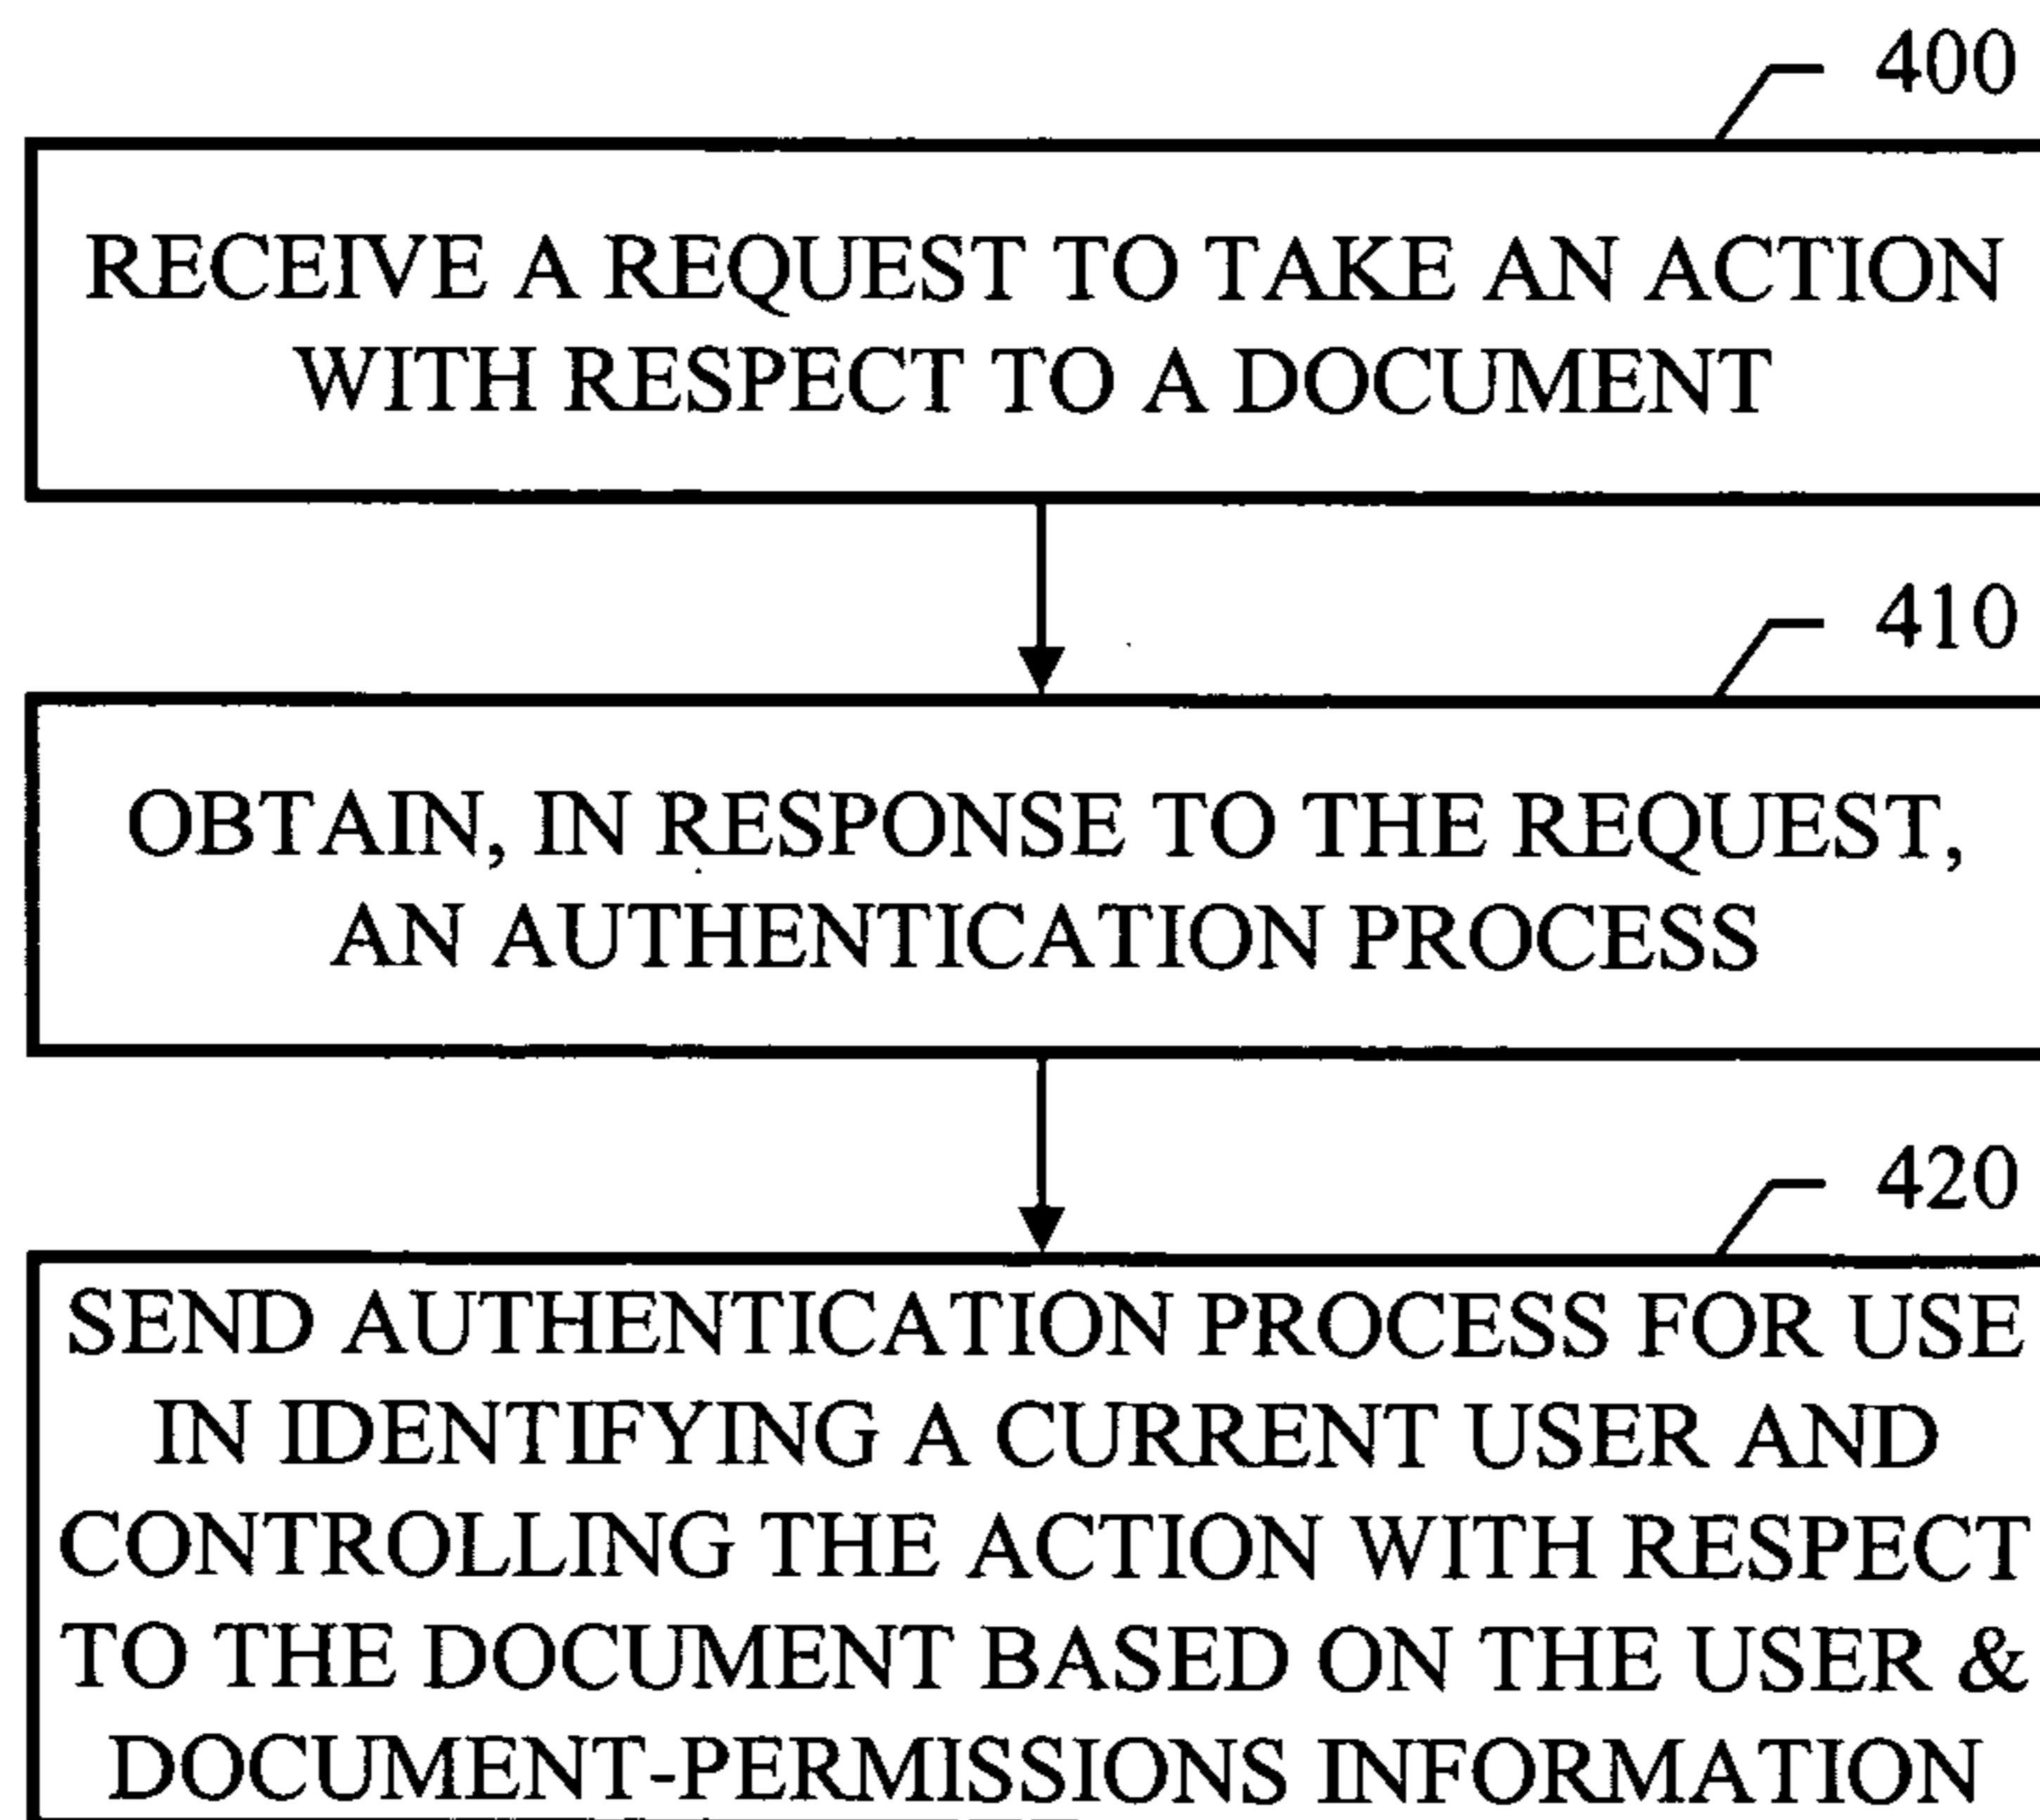 400
RECEIVE A REQUEST TO TAKE AN ACTION
WITH RESPECT TO A DOCUMENT
410
OBTAIN, IN RESPONSE TO THE REQUEST,
AN AUTHENTICATION PROCESS
420
SEND AUTHENTICATION PROCESS FOR USE
IN IDENTIFYING A CURRENT USER AND
CONTROLLING THE ACTION WITH RESPECT
TO THE DOCUMENT BASED ON THE USER &
DOCUMENT-PERMISSIONS INFORMATION